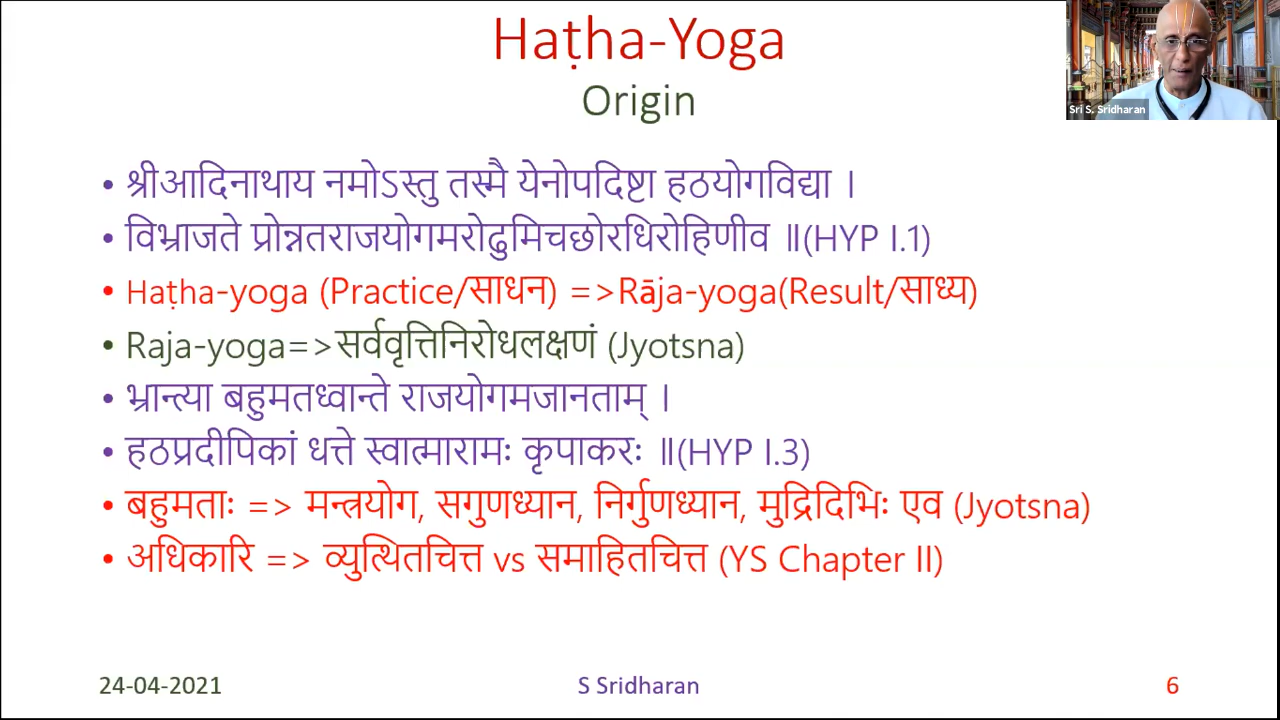 Haṭha-Yoga
Origin
Sri S. Sridharan
• श्रीआदिनाथाय नमोऽस्तु तस्मै येनोपदिष्टा हठयोगविद्या ।
• विभ्राजते प्रोन्नतराजयोगमरोढुमिचछोरधिरोहिणीव ॥(HYP I.1)
• Haṭha-yoga (Practice/साधन) =>Rāja-yoga(Result/साध्य)
• Raja-yoga=>सर्ववृत्तिनिरोधलक्षणं (Jyotsna)
• भ्रान्त्या बहुमतध्वान्ते राजयोगमजानताम् ।
• हठप्रदीपिकां धत्ते स्वात्मारामः कृपाकरः ॥(HYP I.3)
• बहुमताः => मन्त्रयोग, सगुणध्यान, निर्गुणध्यान, मुद्रिदिभिः एव (Jyotsna)
• अधिकारि => व्युत्थितचित्त vs समाहितचित्त (YS Chapter II)
24-04-2021
S Sridharan
6